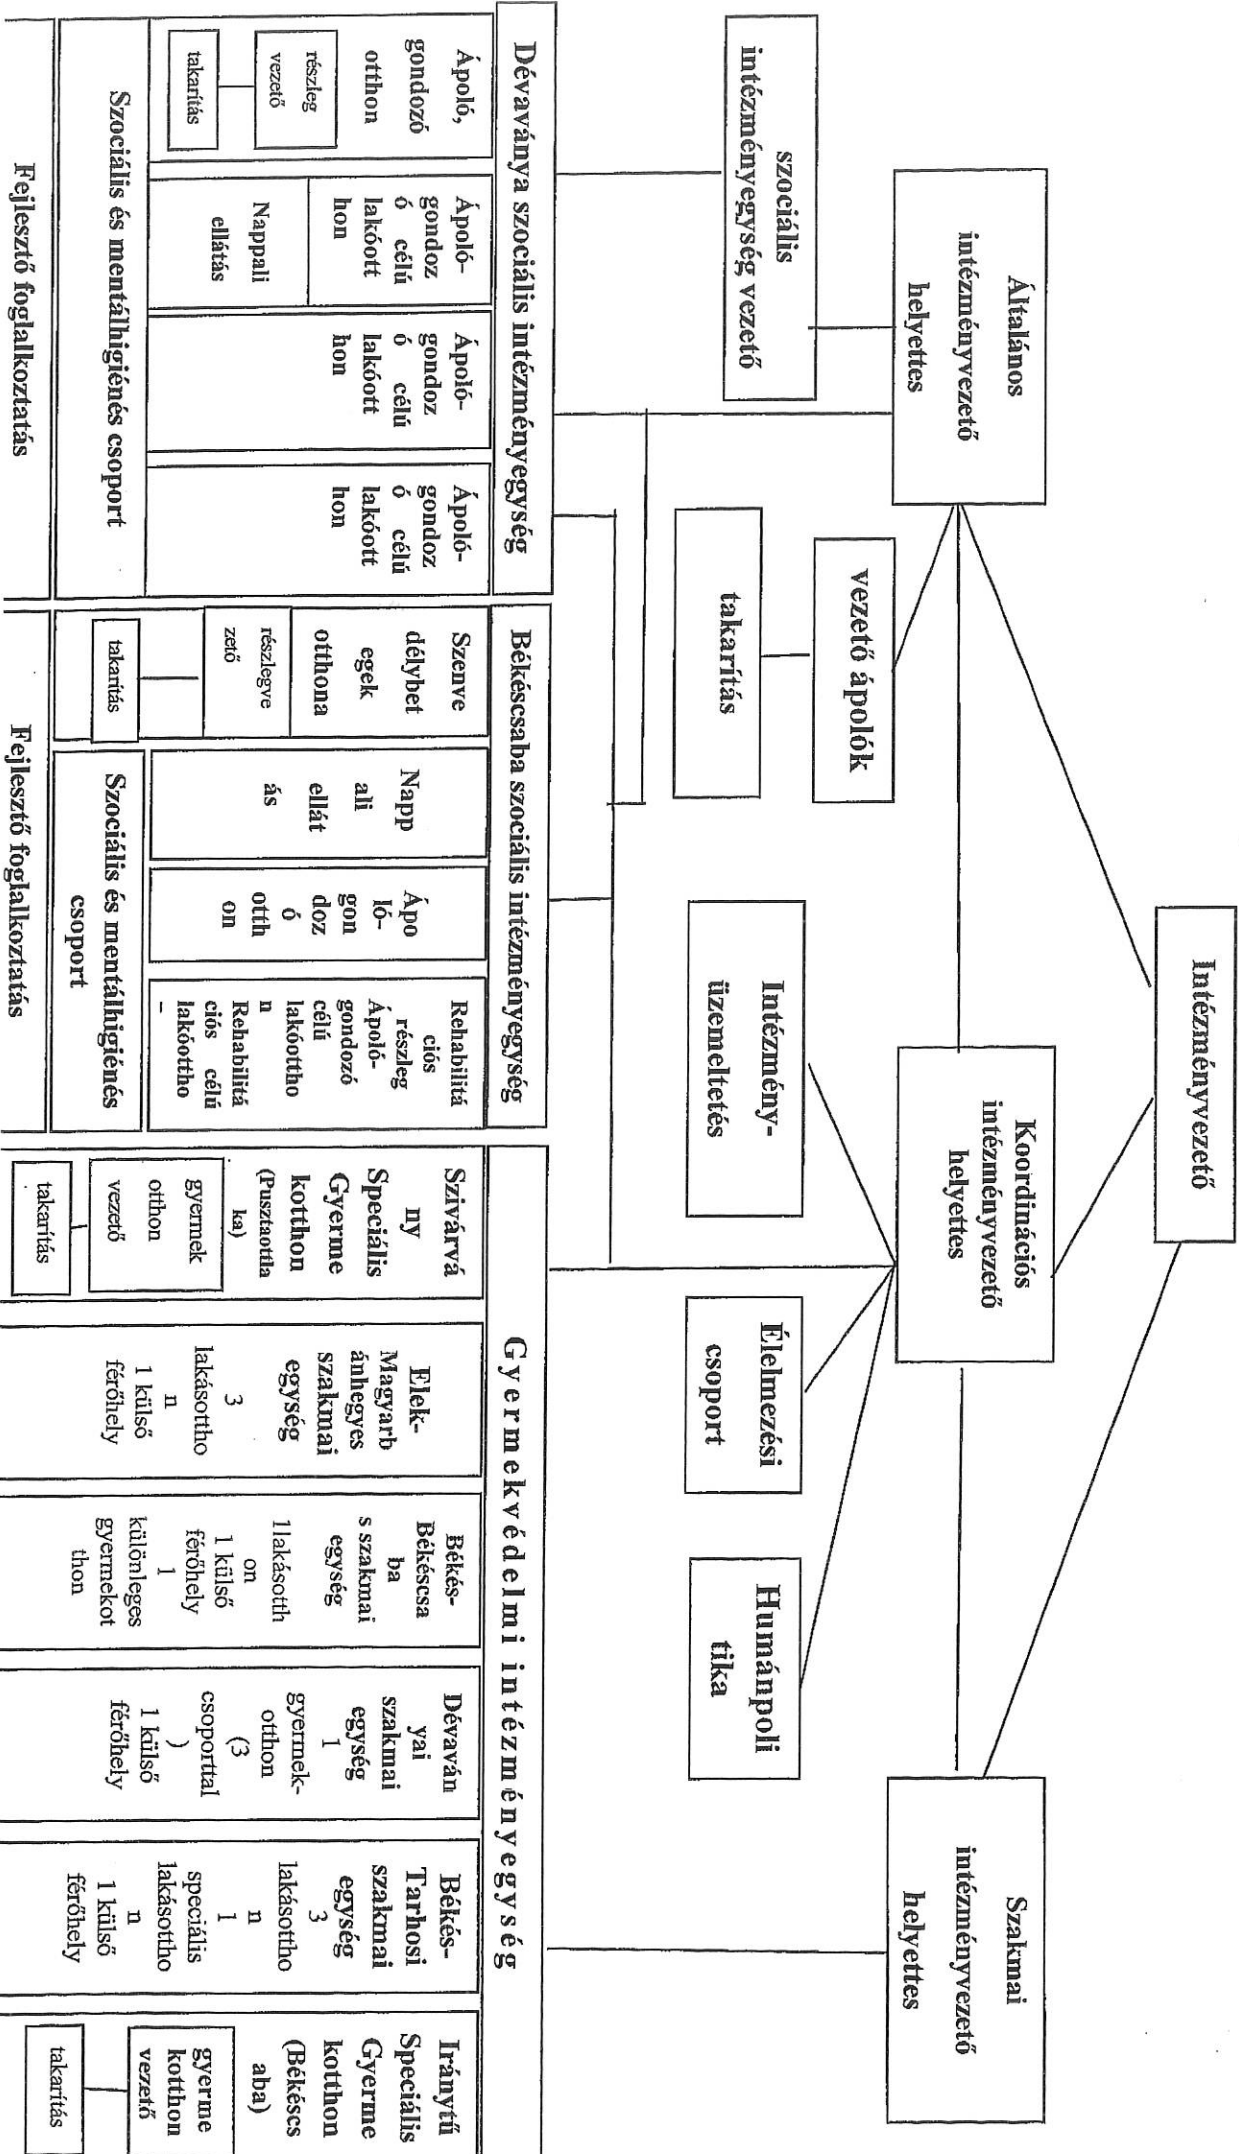 Intézményvezető
Általános
intézményvezető
helyettes
Koordinációs
intézményvezető
helyettes
Szakmai
intézményvezető
helyettes
szociális
intézményegység vezető
vezető ápolók
takarítás
Intézmény-
üzemeltetés
Élelmezési
csoport
Humánpoli
tika
Dévaványa szociális intézményegység
Ápoló,
gondozó
otthon
részleg
vezető
takarítás
Ápoló-
gondoz
ó célú
lakóott
hon
Nappali
ellátás
Ápoló-
gondoz
ó célú
lakóott
hon
Ápoló-
gondoz
ó célú
lakóott
hon
Szociális és mentálhigiénés csoport
Fejlesztő foglalkoztatás
Békéscsaba szociális intézményegység
Szenve
délybet
egek
otthona
részlegve
zető
takarítás
Napp
ali
ellát
ás
Ápo
ló-
gon
doz
ó
otth
on
Rehabilitá
ciós
részleg
Ápoló-
gondozó
célú
lakóottho
n
Rehabilitá
ciós célú
lakóottho
–
Szociális és mentálhigiénés
csoport
Fejlesztő foglalkoztatás
Gyermekvédelmi intézményegység
Szivárvá
ny
Speciális
Gyerme
kotthon
(Pusztaottla
ka)
gyermek
otthon
vezető
takarítás
Elek-
Magyarb
ánhegyes
szakmai
egység
3
lakásottho
n
1 külső
férőhely
Békés-
Békéscsa
ba
s szakmai
egység
1lakásotth
on
1 külső
férőhely
1
különleges
gyermekot
thon
Dévaván
yai
szakmai
egység
1
gyermek-
otthon
(3
csoporttal
)
1 külső
férőhely
Békés-
Tarhosi
szakmai
egység
3
lakásottho
n
1
speciális
lakásottho
n
1 külső
férőhely
Iránytű
Speciális
Gyerme
kotthon
(Békéscs
aba)
gyerme
kotthon
vezető
takarítás